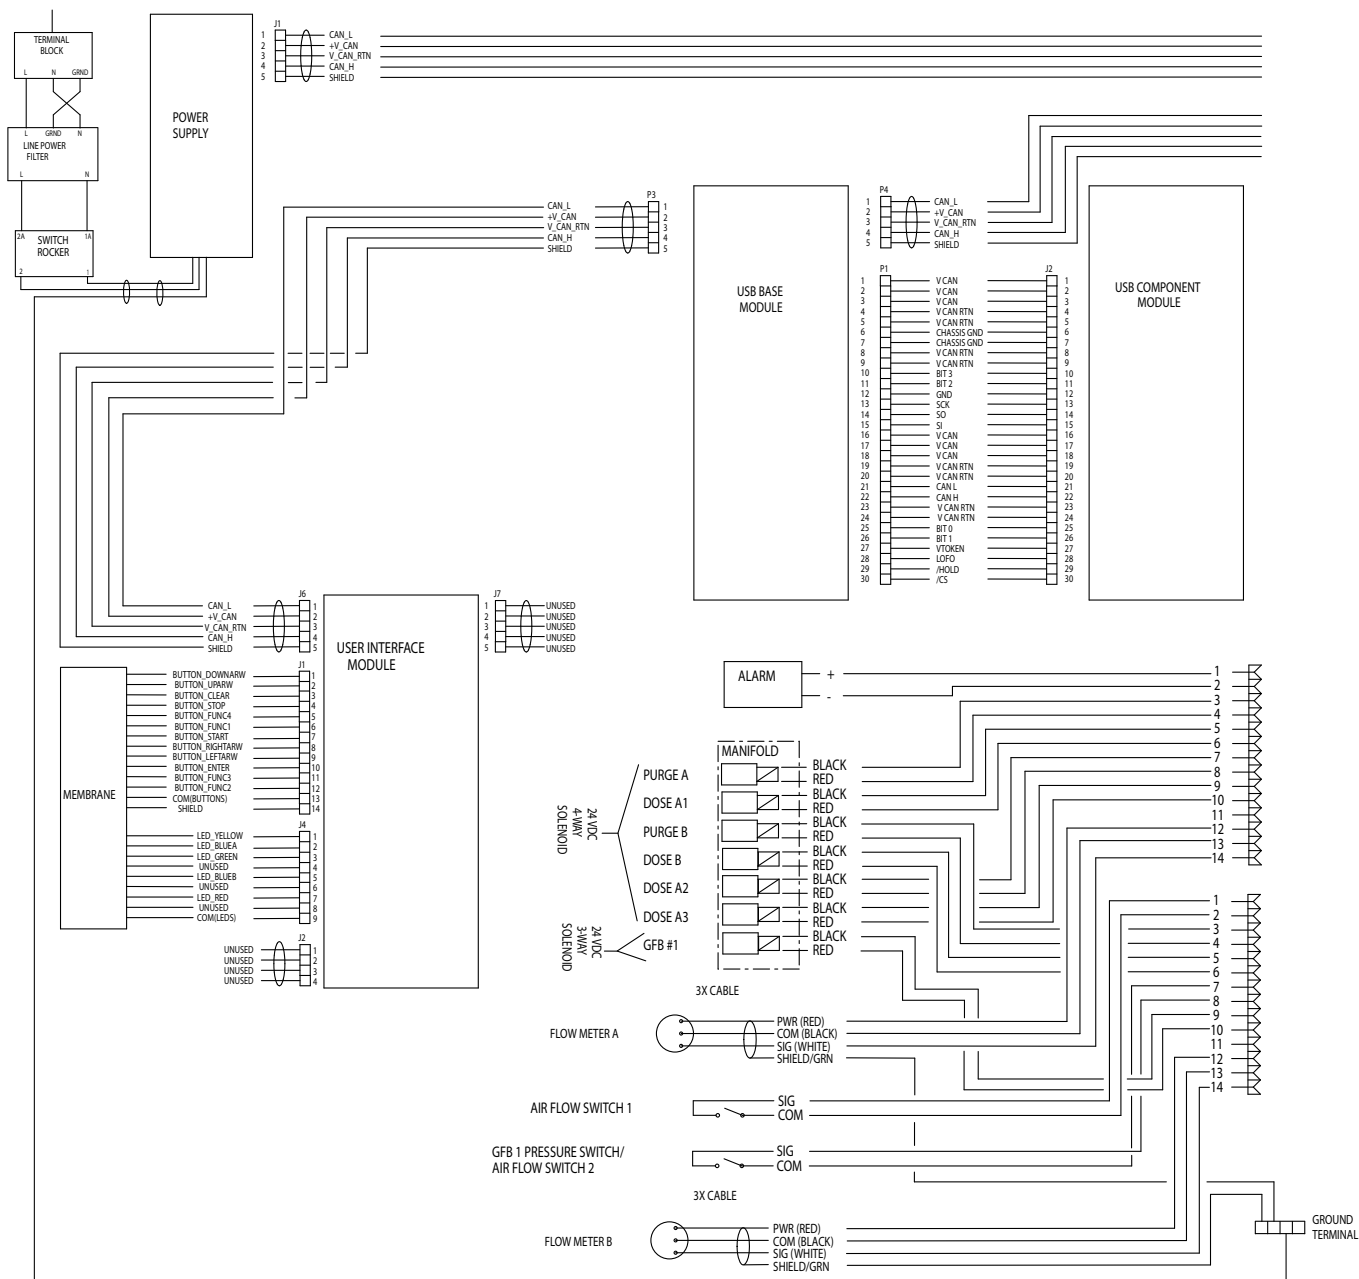 TERMINAL
BLOCK
L N GRND
L GRND N
LINE POWER
FILTER
L N
2A 1A
SWITCH
ROCKER
2 1
POWER
SUPPLY
J1
1 CAN_L
2 +V_CAN
3 V_CAN_RTN
4 CAN_H
5 SHIELD
P3
CAN_L 1
+V_CAN 2
V_CAN_RTN 3
CAN_H 4
SHIELD 5
USB BASE
MODULE
P4
1 CAN_L
2 +V_CAN
3 V_CAN_RTN
4 CAN_H
5 SHIELD
USB COMPONENT
MODULE
P1 J2
1 V CAN 1
2 V CAN 2
3 V CAN 3
4 V CAN RTN 4
5 V CAN RTN 5
6 CHASSIS GND 6
7 CHASSIS GND 7
8 V CAN RTN 8
9 V CAN RTN 9
10 BIT 3 10
11 BIT 2 11
12 GND 12
13 SCK 13
14 SO 14
15 SI 15
16 V CAN 16
17 V CAN 17
18 V CAN 18
19 V CAN RTN 19
20 V CAN RTN 20
21 CAN L 21
22 CAN H 22
23 V CAN RTN 23
24 V CAN RTN 24
25 BIT 0 25
26 BIT 1 26
27 VTOKEN 27
28 LOFO 28
29 /HOLD 29
30 /CS 30
J6
CAN_L 1
+V_CAN 2
V_CAN_RTN 3
CAN_H 4
SHIELD 5
USER INTERFACE
MODULE
J7
1 UNUSED
2 UNUSED
3 UNUSED
4 UNUSED
5 UNUSED
MEMBRANE
J1
BUTTON_DOWNARW 1
BUTTON_UPARW 2
BUTTON_CLEAR 3
BUTTON_STOP 4
BUTTON_FUNC4 5
BUTTON_FUNC1 6
BUTTON_START 7
BUTTON_RIGHTARW 8
BUTTON_LEFTARW 9
BUTTON_ENTER 10
BUTTON_FUNC3 11
BUTTON_FUNC2 12
COM(BUTTONS) 13
SHIELD 14
J4
LED_YELLOW 1
LED_BLUEA 2
LED_GREEN 3
UNUSED 4
LED_BLUEB 5
UNUSED 6
LED_RED 7
UNUSED 8
COM(LEDS) 9
J2
UNUSED 1
UNUSED 2
UNUSED 3
UNUSED 4
ALARM
+
-
1
2
3
4
5
6
7
8
9
10
11
12
13
14
MANIFOLD
24 VDC
4-WAY
SOLENOID
PURGE A BLACK
RED
DOSE A1 BLACK
RED
PURGE B BLACK
RED
DOSE B BLACK
RED
DOSE A2 BLACK
RED
DOSE A3 BLACK
RED
24 VDC
3-WAY
SOLENOID
GFB #1 BLACK
RED
1
2
3
4
5
6
7
8
9
10
11
12
13
14
3X CABLE
FLOW METER A
PWR (RED)
COM (BLACK)
SIG (WHITE)
SHIELD/GRN
AIR FLOW SWITCH 1
SIG
COM
GFB 1 PRESSURE SWITCH/
AIR FLOW SWITCH 2
SIG
COM
3X CABLE
FLOW METER B
PWR (RED)
COM (BLACK)
SIG (WHITE)
SHIELD/GRN
GROUND
TERMINAL